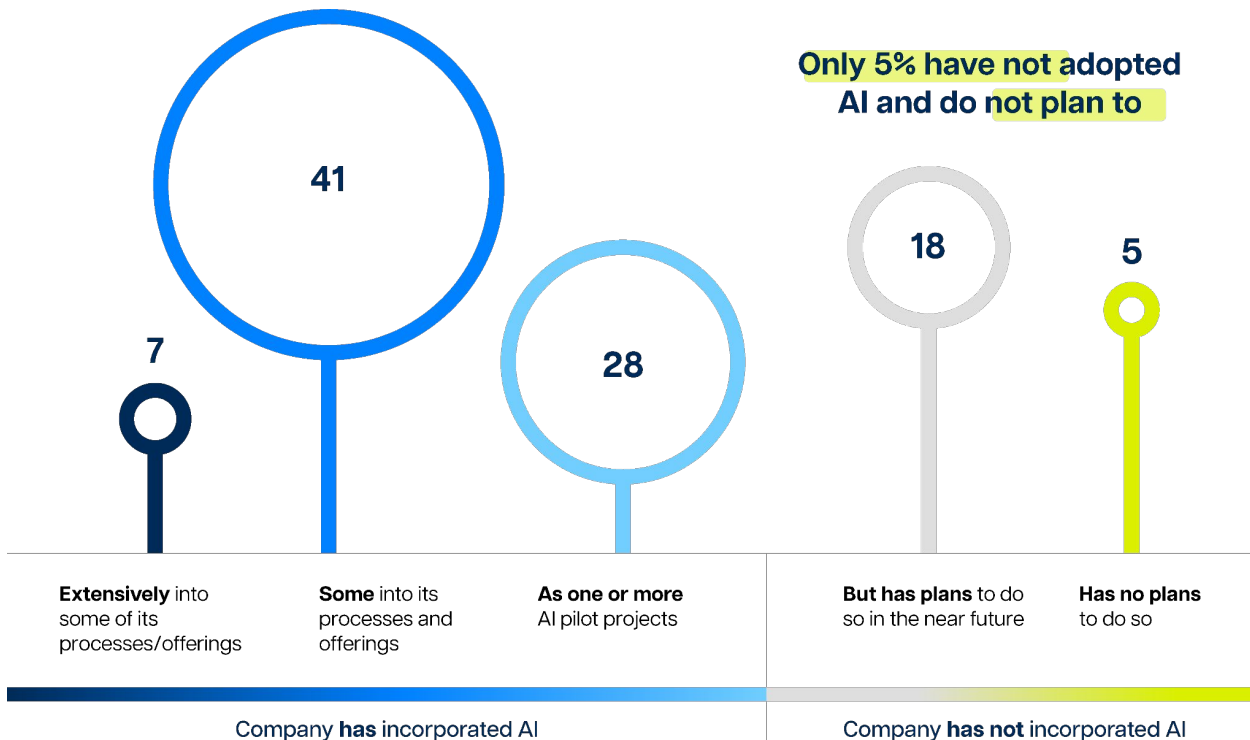 Only 5% have not adopted
AI and do not plan to
41
18
5
7
28
Extensively into
some of its
processes/offerings
Some into its
processes and
offerings
As one or more
AI pilot projects
But has plans to do
so in the near future
Has no plans
to do so
Company has incorporated AI
Company has not incorporated AI